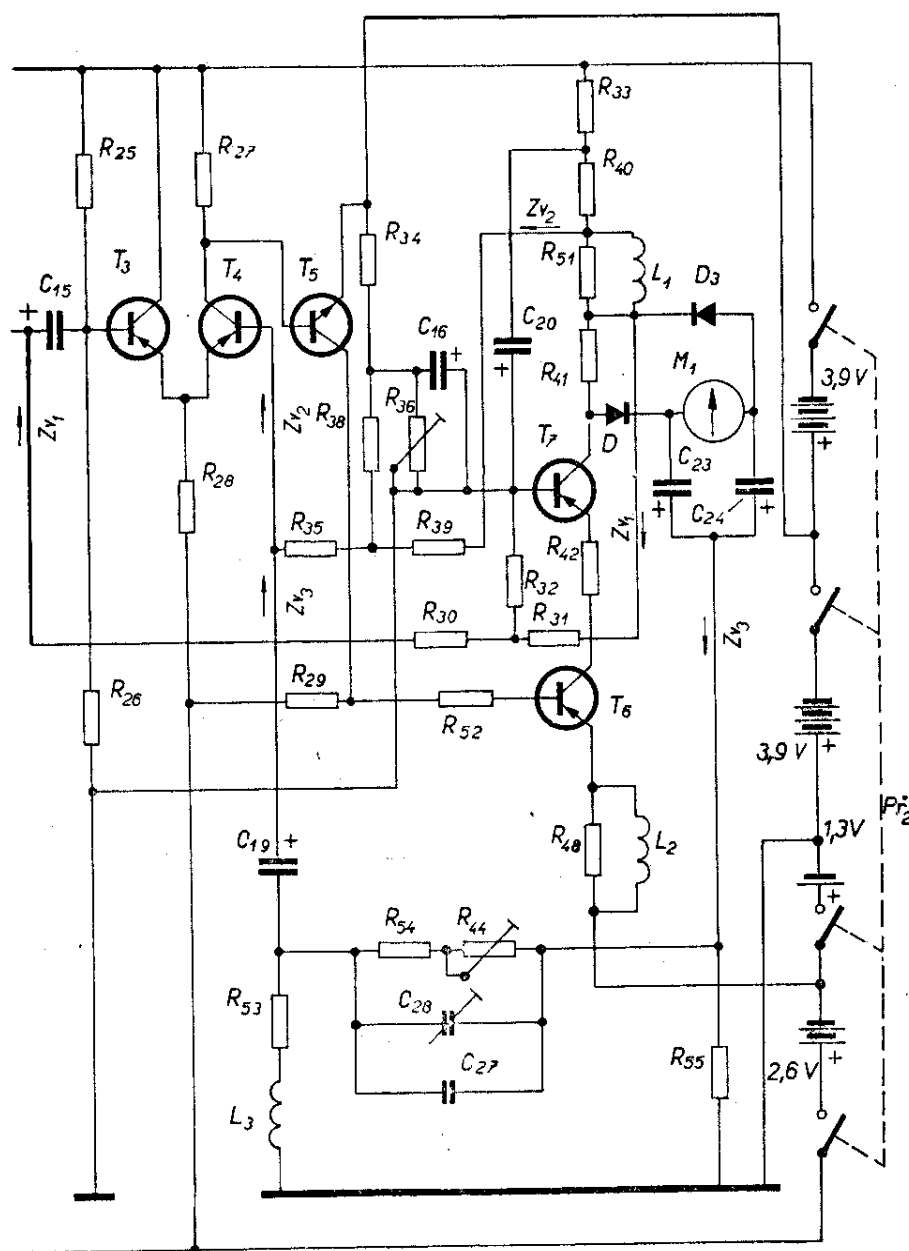 R33
R25
R27
R40
Zv2
R34
R51
L1
D3
T3
T4
T5
C15
+
C16
+
C20
+
R41
M1
3,9 V
+
Zv1
Zv2
R38
R36
T7
D
C23
+
C24
+
R28
R35
R39
R42
Zv1
R32
Zv3
R30
R31
Zv3
R26
R29
R52
T6
3,9 V
+
Pr2
1,3V
+
C19
+
R48
L2
R54
R44
R53
C28
C27
R55
2,6 V
+
L3